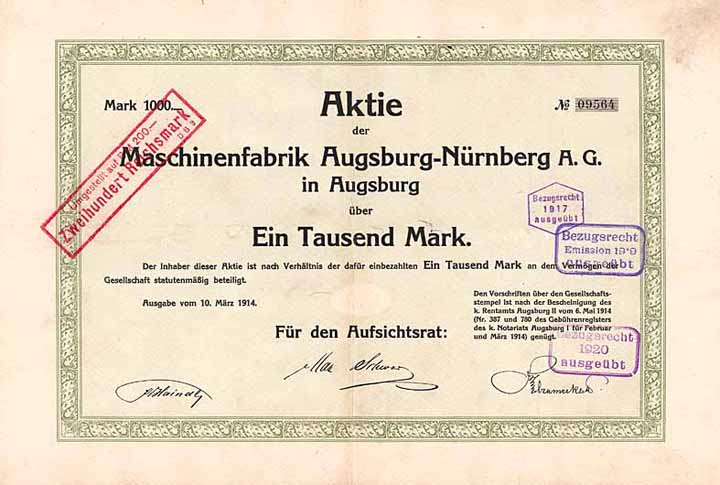 Mark 1000.—
Aktie
№ 09564
der
Maschinenfabrik Augsburg-Nürnberg A. G.
in Augsburg
über
Ein Tausend Mark.
Der Inhaber dieser Aktie ist nach Verhältnis der dafür einbezahlten Ein Tausend Mark an dem Vermögen der
Gesellschaft statutenmäßig beteiligt.
Ausgabe vom 10. März 1914.
Den Vorschriften über den Gesellschafts-
stempel ist nach der Bescheinigung des
k. Rentamts Augsburg II vom 6. Mai 1914
(Nr. 387 und 780 des Gebührenregisters
des k. Notariats Augsburg I für Februar
und März 1914) genügt.
Für den Aufsichtsrat:
Umgestellt auf 200.—
Zweihundert Reichsmark
Bezugsrecht
1917
ausgeübt
Bezugsrecht
Emission 1919
ausgeübt
Bezugsrecht
1920
ausgeübt